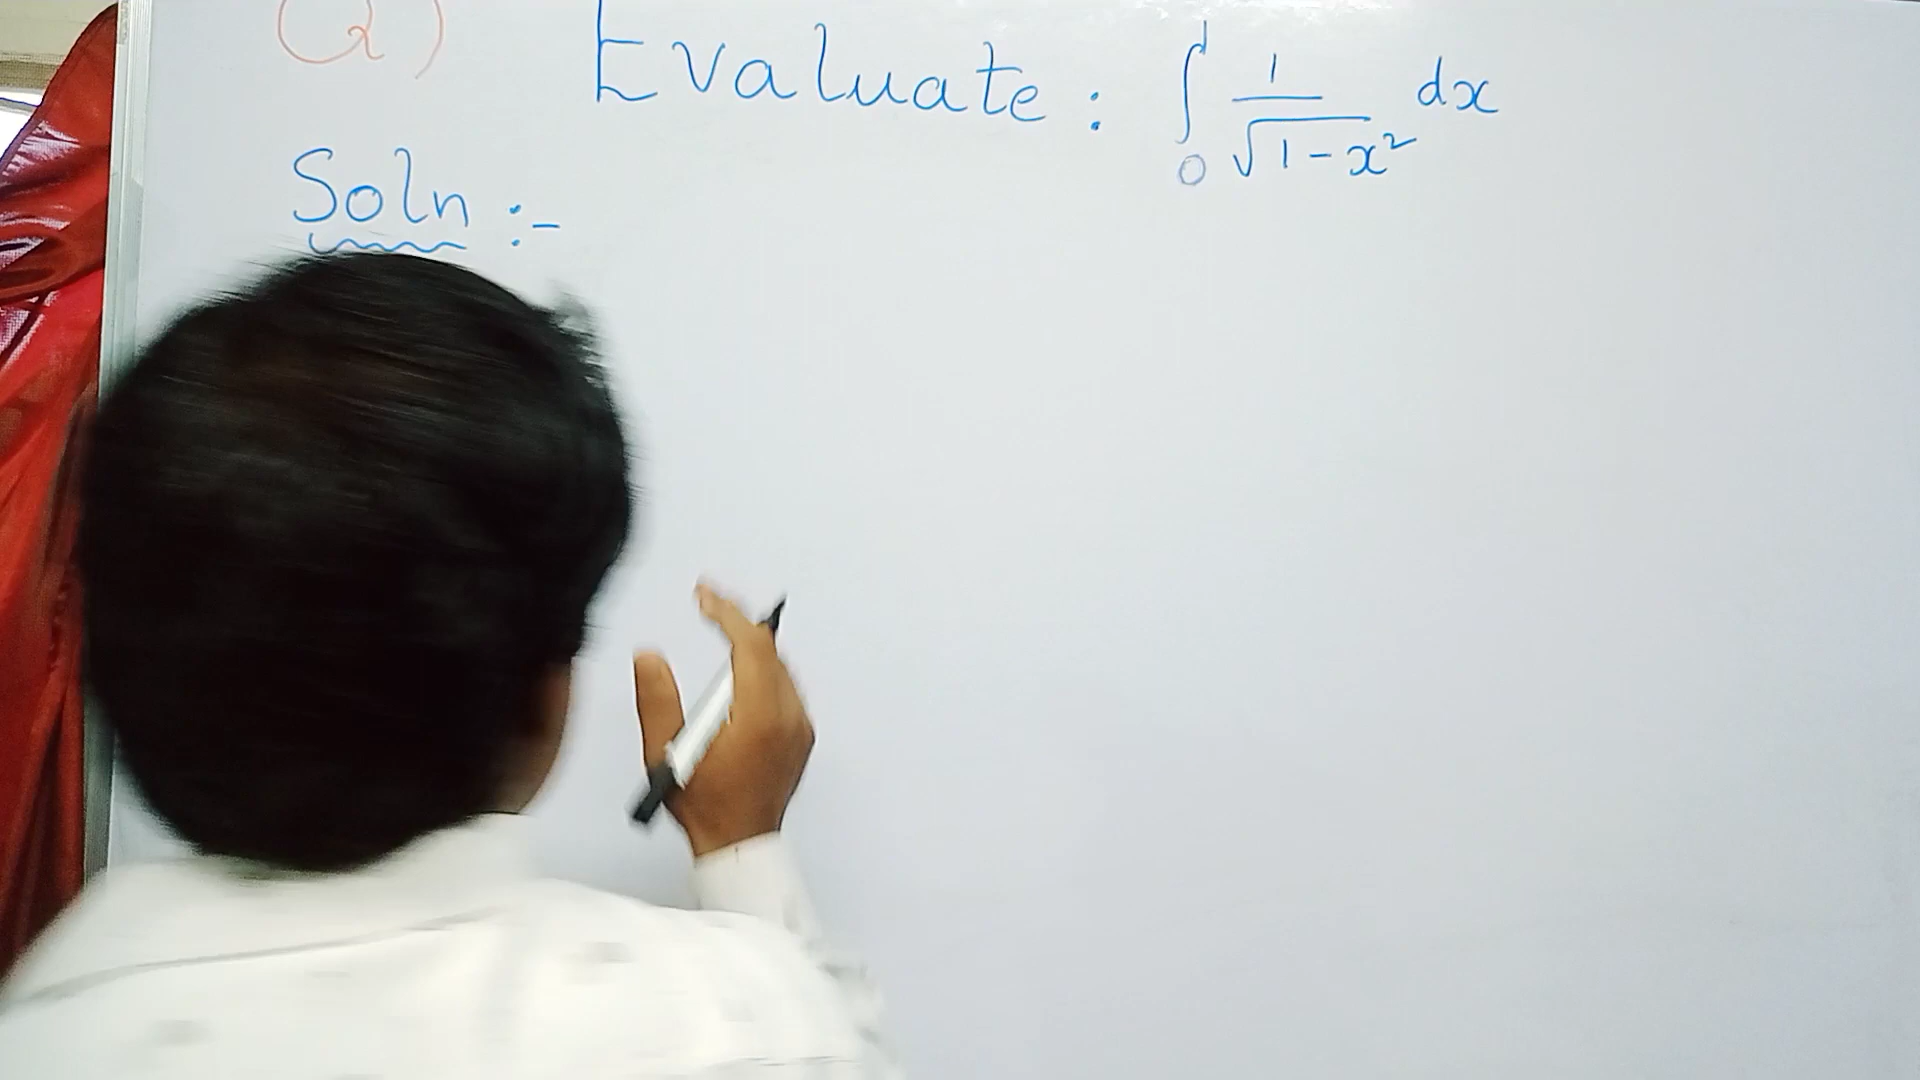 Q) Evaluate : ∫₀¹ 1/√(1-x²) dx
Soln :-